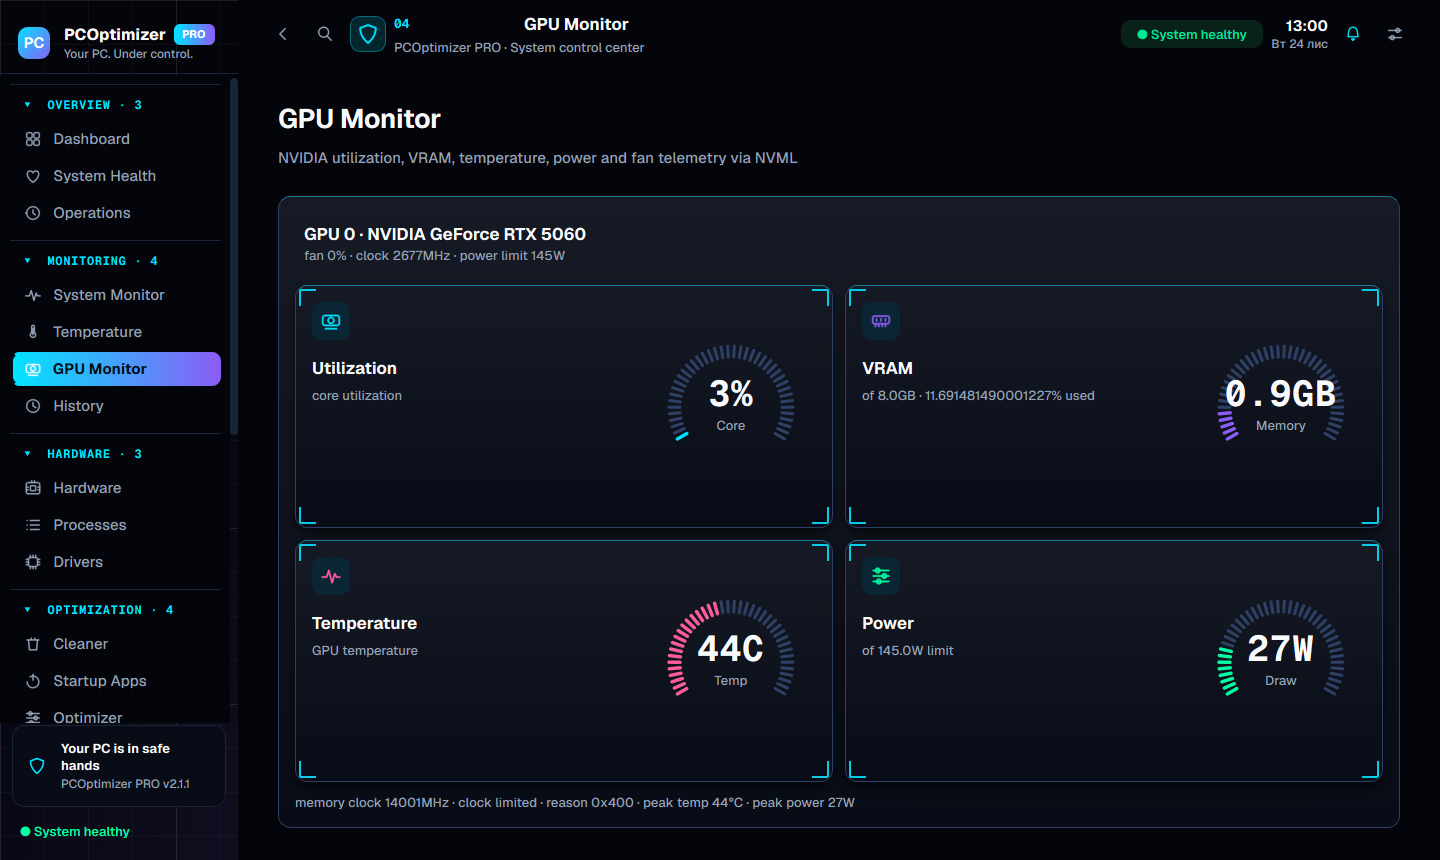 PC
PCOptimizer PRO
Your PC. Under control.
OVERVIEW · 3
Dashboard
System Health
Operations
MONITORING · 4
System Monitor
Temperature
GPU Monitor
History
HARDWARE · 3
Hardware
Processes
Drivers
OPTIMIZATION · 4
Cleaner
Startup Apps
Optimizer
Your PC is in safe
hands
PCOptimizer PRO v2.1.1
System healthy
04
GPU Monitor
PCOptimizer PRO · System control center
System healthy
13:00
Вт 24 лис
GPU Monitor
NVIDIA utilization, VRAM, temperature, power and fan telemetry via NVML
GPU 0 · NVIDIA GeForce RTX 5060
fan 0% · clock 2677MHz · power limit 145W
Utilization
core utilization
3%
Core
VRAM
of 8.0GB · 11.691481490001227% used
0.9GB
Memory
Temperature
GPU temperature
44C
Temp
Power
of 145.0W limit
27W
Draw
memory clock 14001MHz · clock limited · reason 0x400 · peak temp 44°C · peak power 27W